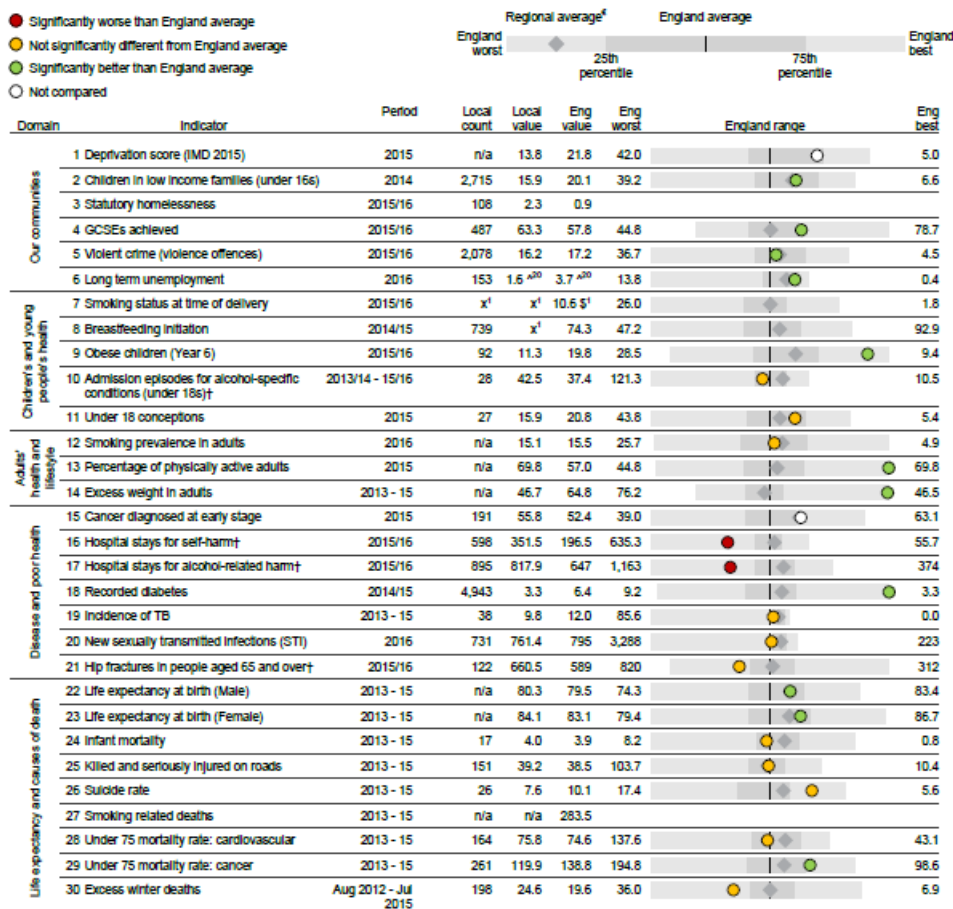 Significantly worse than England average
Not significantly different from England average
Significantly better than England average
Not compared
Regional average€ England average
England worst England best
25th percentile 75th percentile
Domain Indicator Period Local count Local value Eng value Eng worst England range Eng best
Our communities
1 Deprivation score (IMD 2015) 2015 n/a 13.8 21.8 42.0 5.0
2 Children in low income families (under 16s) 2014 2,715 15.9 20.1 39.2 6.6
3 Statutory homelessness 2015/16 108 2.3 0.9
4 GCSEs achieved 2015/16 487 63.3 57.8 44.8 78.7
5 Violent crime (violence offences) 2015/16 2,078 16.2 17.2 36.7 4.5
6 Long term unemployment 2016 153 1.6 ^20 3.7 ^20 13.8 0.4
Children's and young people's health
7 Smoking status at time of delivery 2015/16 x¹ x¹ 10.6 $¹ 26.0 1.8
8 Breastfeeding initiation 2014/15 739 x¹ 74.3 47.2 92.9
9 Obese children (Year 6) 2015/16 92 11.3 19.8 28.5 9.4
10 Admission episodes for alcohol-specific 2013/14 - 15/16 28 42.5 37.4 121.3 10.5
conditions (under 18s)†
11 Under 18 conceptions 2015 27 15.9 20.8 43.8 5.4
Adults' health and lifestyle
12 Smoking prevalence in adults 2016 n/a 15.1 15.5 25.7 4.9
13 Percentage of physically active adults 2015 n/a 69.8 57.0 44.8 69.8
14 Excess weight in adults 2013 - 15 n/a 46.7 64.8 76.2 46.5
Disease and poor health
15 Cancer diagnosed at early stage 2015 191 55.8 52.4 39.0 63.1
16 Hospital stays for self-harm† 2015/16 598 351.5 196.5 635.3 55.7
17 Hospital stays for alcohol-related harm† 2015/16 895 817.9 647 1,163 374
18 Recorded diabetes 2014/15 4,943 3.3 6.4 9.2 3.3
19 Incidence of TB 2013 - 15 38 9.8 12.0 85.6 0.0
20 New sexually transmitted infections (STI) 2016 731 761.4 795 3,288 223
21 Hip fractures in people aged 65 and over† 2015/16 122 660.5 589 820 312
Life expectancy and causes of death
22 Life expectancy at birth (Male) 2013 - 15 n/a 80.3 79.5 74.3 83.4
23 Life expectancy at birth (Female) 2013 - 15 n/a 84.1 83.1 79.4 86.7
24 Infant mortality 2013 - 15 17 4.0 3.9 8.2 0.8
25 Killed and seriously injured on roads 2013 - 15 151 39.2 38.5 103.7 10.4
26 Suicide rate 2013 - 15 26 7.6 10.1 17.4 5.6
27 Smoking related deaths 2013 - 15 n/a n/a 283.5
28 Under 75 mortality rate: cardiovascular 2013 - 15 164 75.8 74.6 137.6 43.1
29 Under 75 mortality rate: cancer 2013 - 15 261 119.9 138.8 194.8 98.6
30 Excess winter deaths Aug 2012 - Jul 2015 198 24.6 19.6 36.0 6.9